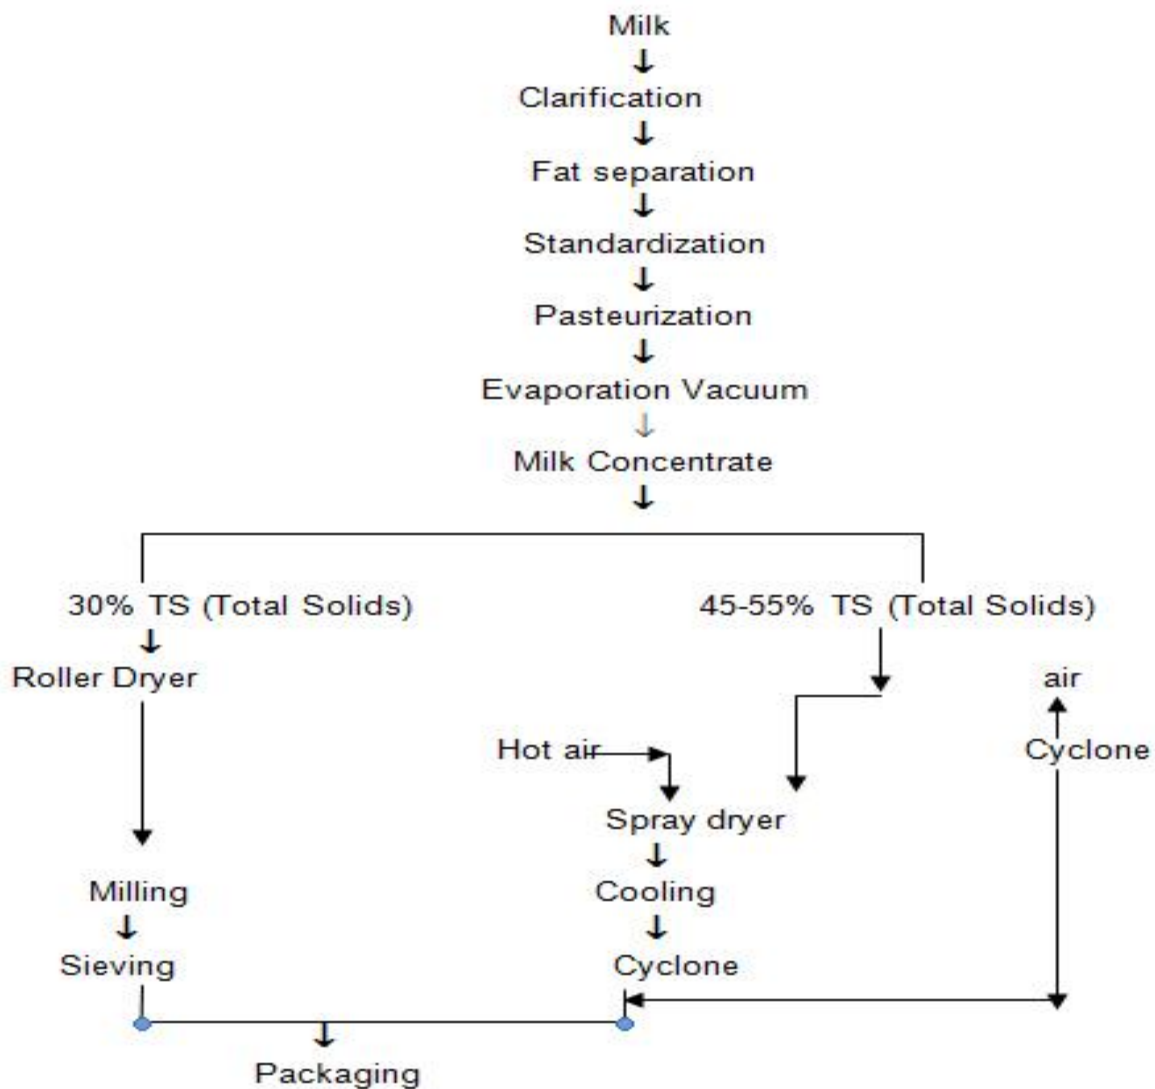 Milk
Clarification
Fat separation
Standardization
Pasteurization
Evaporation Vacuum
Milk Concentrate
30% TS (Total Solids)
45-55% TS (Total Solids)
Roller Dryer
air
Hot air
Cyclone
Spray dryer
Milling
Cooling
Sieving
Cyclone
Packaging